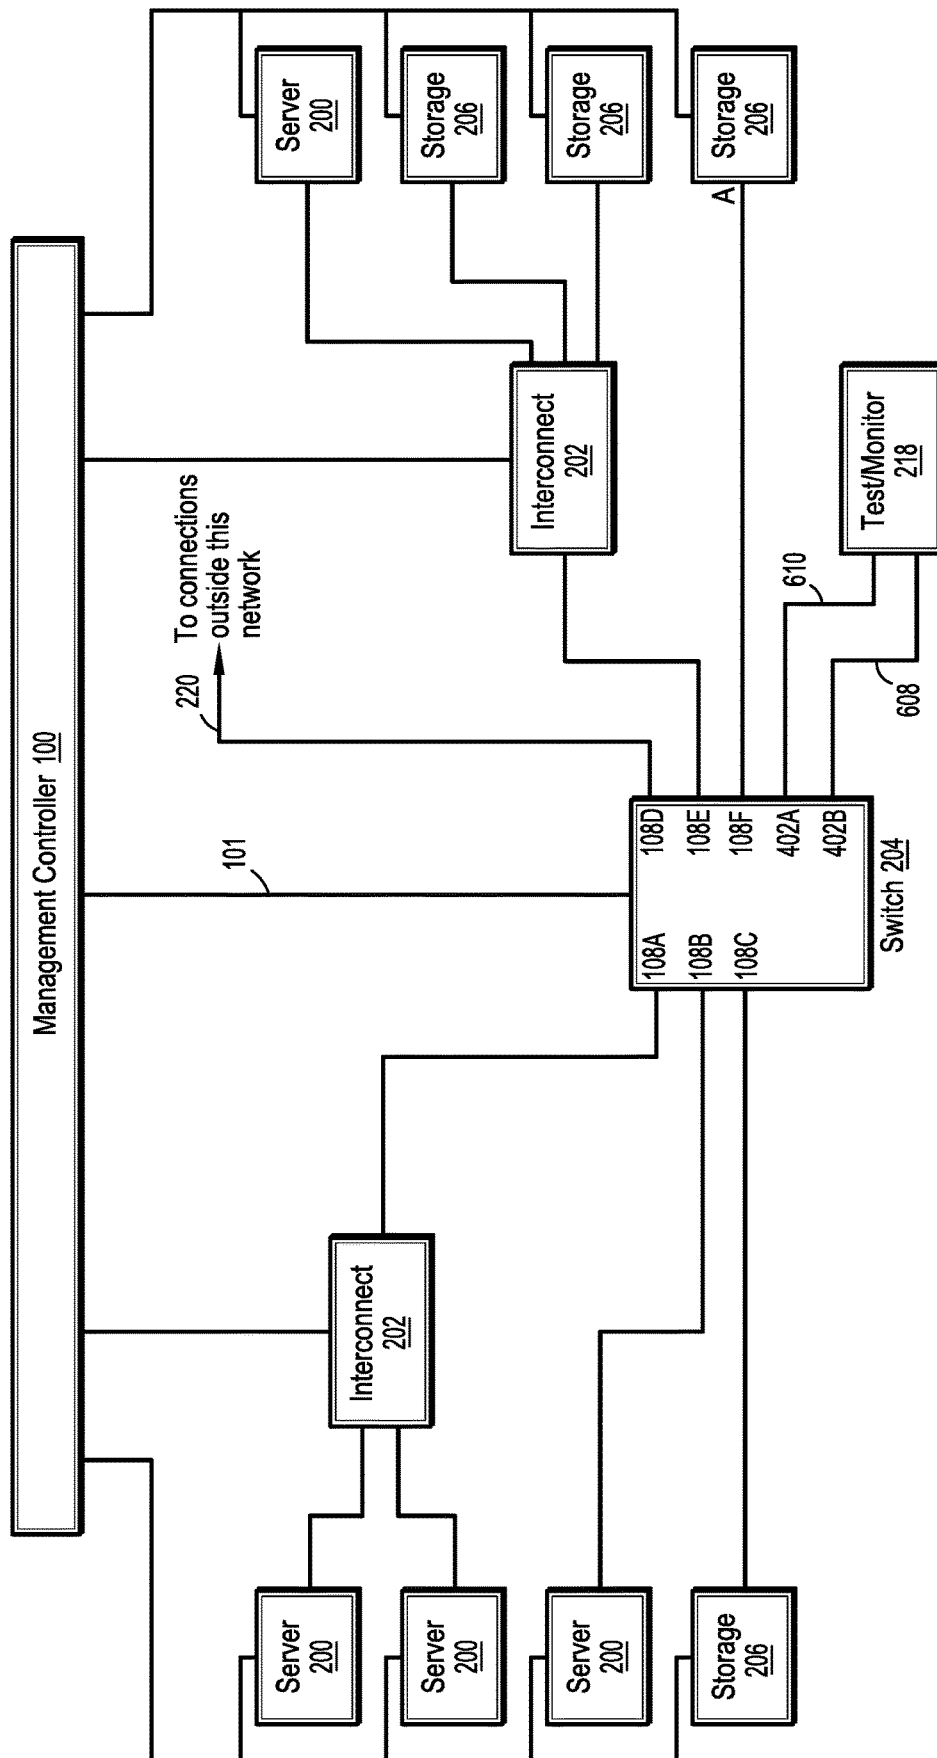 Management Controller 100
Server
200
Server
200
Server
200
Storage
206
Interconnect
202
101
220
To connections
outside this
network
108A
108B
108C
108D
108E
108F
402A
402B
Switch 204
Interconnect
202
610
608
Test/Monitor
218
A
Server
200
Storage
206
Storage
206
Storage
206